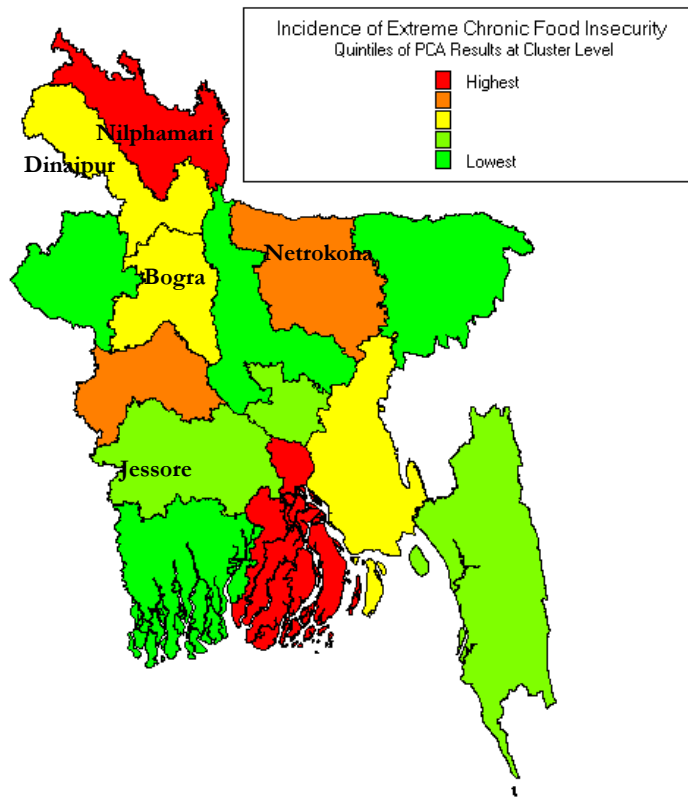 Incidence of Extreme Chronic Food Insecurity
Quintiles of PCA Results at Cluster Level
Highest
Lowest
Nilphamari
Dinajpur
Netrokona
Bogra
Jessore